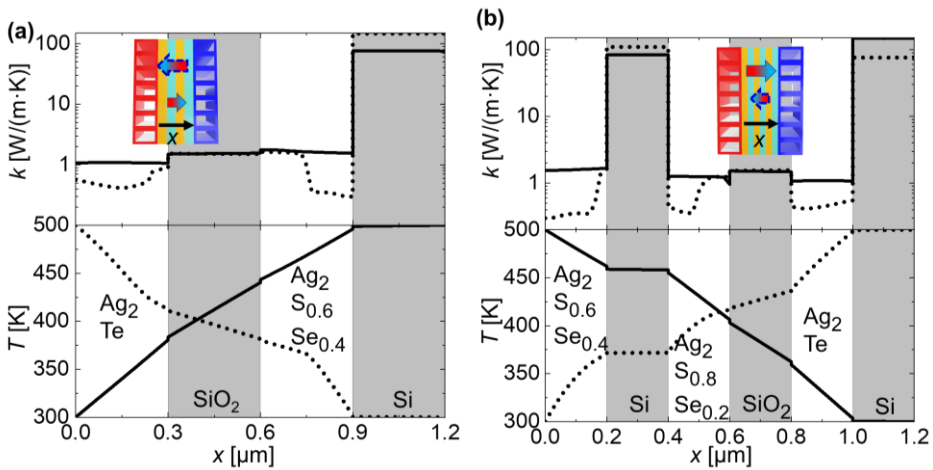 (a)
k [W/(m·K)]
100
10
1
x
500
450
400
350
300
T [K]
Ag2
Te
SiO2
Ag2
S0.6
Se0.4
Si
0.0 0.3 0.6 0.9 1.2
x [μm]
(b)
k [W/(m·K)]
100
10
1
x
500
450
400
350
300
T [K]
Ag2
S0.6
Se0.4
Si
Ag2
S0.8
Se0.2
SiO2
Ag2
Te
Si
0.0 0.2 0.4 0.6 0.8 1.0 1.2
x [μm]